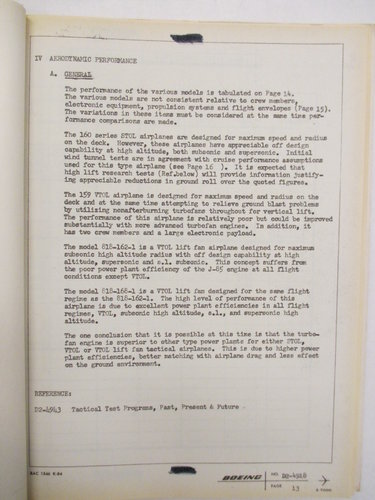 IV AERODYNAMIC PERFORMANCE
A. GENERAL
The performance of the various models is tabulated on Page 14.
The various models are not consistent relative to crew numbers,
electronic equipment, propulsion systems and flight envelopes (Page 15).
The variations in these items must be considered at the same time per-
formance comparisons are made.
The 160 series STOL airplanes are designed for maximum speed and radius
on the deck. However, these airplanes have appreciable off design
capability at high altitude, both subsonic and supersonic. Initial
wind tunnel tests are in agreement with cruise performance assumptions
used for this type airplane (see Page 16 ). It is expected that
high lift research tests (Ref.below) will provide information justify-
ing appreciable reductions in ground roll over the quoted figures.
The 159 VTOL airplane is designed for maximum speed and radius on the
deck and at the same time attempting to relieve ground blast problems
by utilizing nonafterburning turbofans throughout for vertical lift.
The performance of this airplane is relatively poor but could be improved
substantially with more advanced turbofan engines. In addition, it
has two crew members and a large electronic payload.
The model 818-162-1 is a VTOL lift fan airplane designed for maximum
subsonic high altitude radius with off design capability at high
altitude, supersonic and s.l. subsonic. This concept suffers from
the poor power plant efficiency of the J-85 engine at all flight
conditions except VTOL.
The model 818-168-1 is a VTOL lift fan designed for the same flight
regime as the 818-162-1. The high level of performance of this
airplane is due to excellent power plant efficiencies in all flight
regimes, VTOL, subsonic high altitude, s.l., and supersonic high
altitude.
The one conclusion that it is possible at this time is that the turbo-
fan engine is superior to other type power plants for either STOL,
VTOL or VTOL lift fan tactical airplanes. This is due to higher power
plant efficiencies, better matching with airplane drag and less effect
on the ground environment.
REFERENCE:
D2-4943 Tactical Test Programs, Past, Present & Future
BOEING
NO. D2-4918
PAGE 13